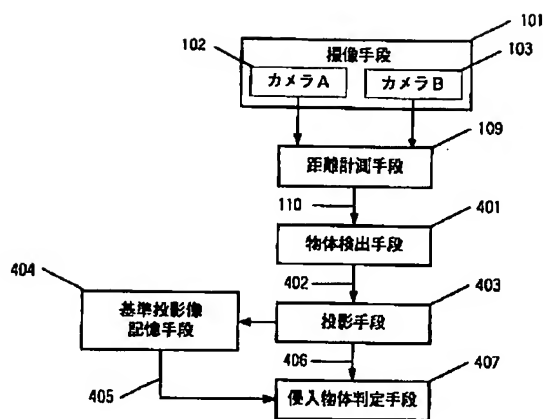 101
102
撮像手段
103
カメラA
カメラB
109
距離計測手段
110
401
物体検出手段
404
402
403
基準投影像
記憶手段
投影手段
405
406
407
侵入物体判定手段